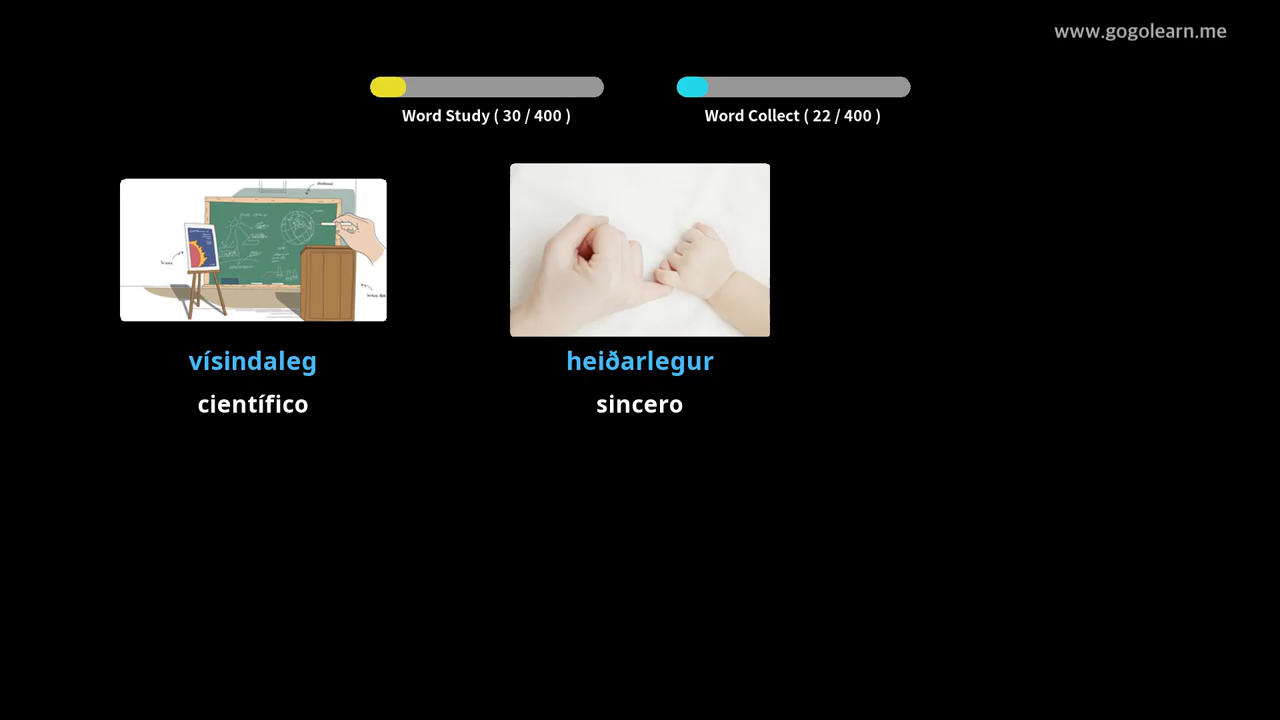 www.gogolearn.me
Word Study ( 30 / 400 )
Word Collect ( 22 / 400 )
vísindaleg
científico
heiðarlegur
sincero